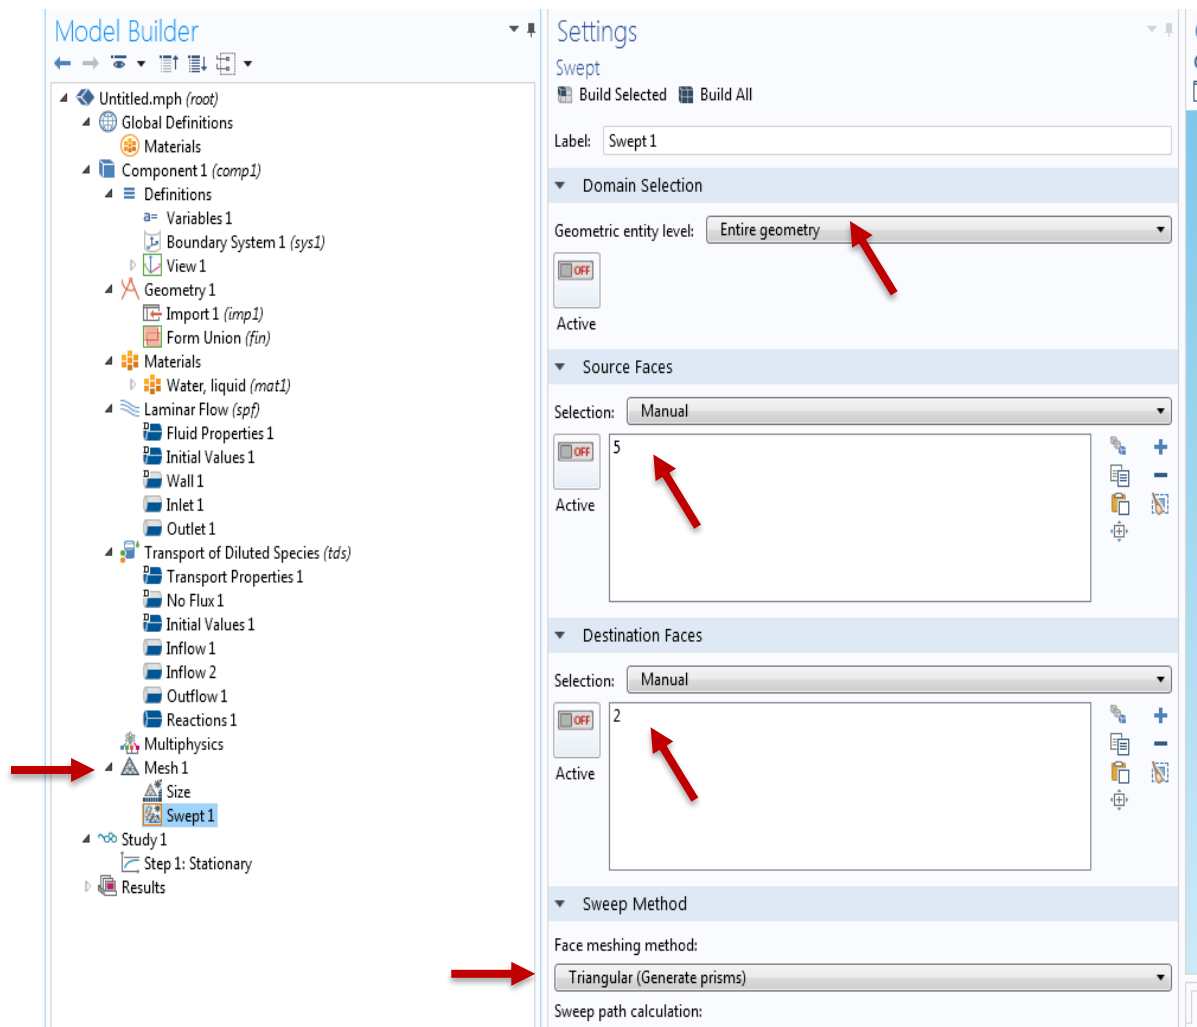 Model Builder
Untitled.mph (root)
Global Definitions
Materials
Component 1 (comp1)
Definitions
a= Variables 1
Boundary System 1 (sys1)
View 1
Geometry 1
Import 1 (imp1)
Form Union (fin)
Materials
Water, liquid (mat1)
Laminar Flow (spf)
Fluid Properties 1
Initial Values 1
Wall 1
Inlet 1
Outlet 1
Transport of Diluted Species (tds)
Transport Properties 1
No Flux 1
Initial Values 1
Inflow 1
Inflow 2
Outflow 1
Reactions 1
Multiphysics
Mesh 1
Size
Swept 1
Study 1
Step 1: Stationary
Results
Settings
Swept
Build Selected Build All
Label: Swept 1
Domain Selection
Geometric entity level: Entire geometry
OFF
Active
Source Faces
Selection: Manual
OFF
5
Active
Destination Faces
Selection: Manual
OFF
2
Active
Sweep Method
Face meshing method:
Triangular (Generate prisms)
Sweep path calculation: